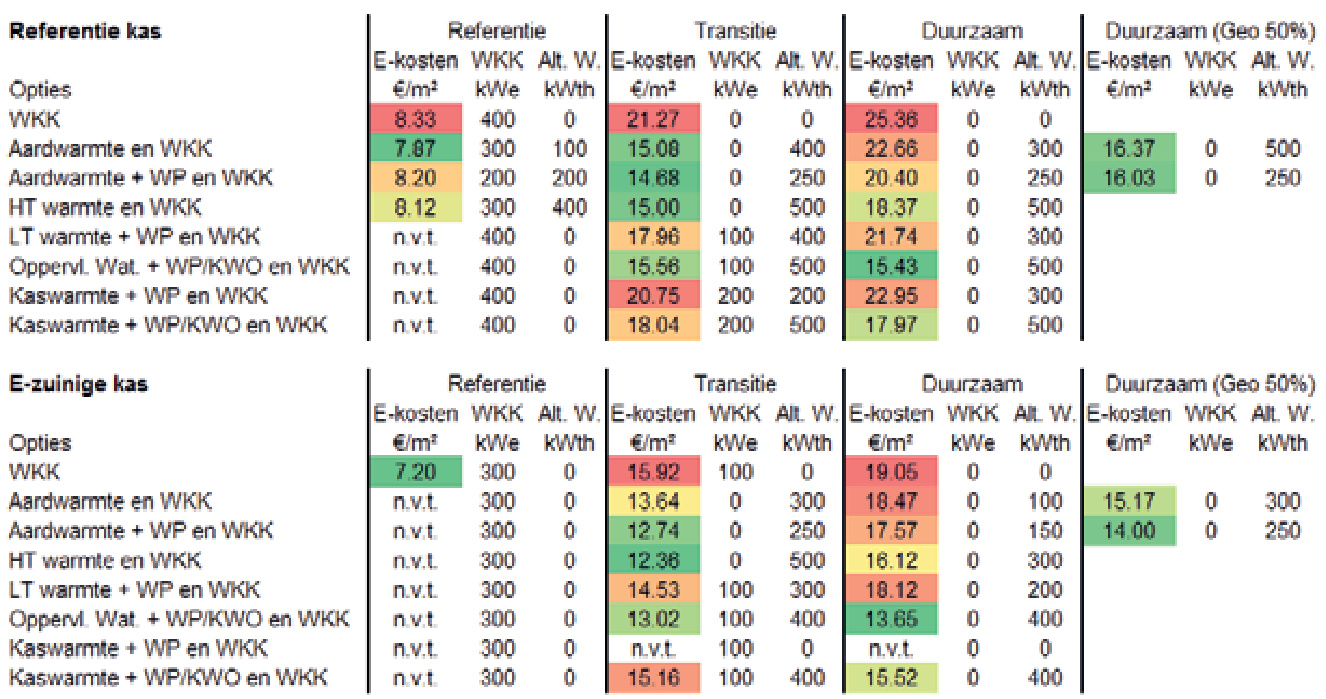 Referentie kas Referentie Transitie Duurzaam Duurzaam (Geo 50%)
E-kosten WKK Alt. W. E-kosten WKK Alt. W. E-kosten WKK Alt. W. E-kosten WKK Alt. W.
Opties €/m² kWe kWth €/m² kWe kWth €/m² kWe kWth €/m² kWe kWth
WKK 8.33 400 0 21.27 0 0 25.36 0 0
Aardwarmte en WKK 7.87 300 100 15.08 0 400 22.66 0 300 16.37 0 500
Aardwarmte + WP en WKK 8.20 200 200 14.68 0 250 20.40 0 250 16.03 0 250
HT warmte en WKK 8.12 300 400 15.00 0 500 18.37 0 500
LT warmte + WP en WKK n.v.t. 400 0 17.96 100 400 21.74 0 300
Oppervl. Wat. + WP/KWO en WKK n.v.t. 400 0 15.56 100 500 15.43 0 500
Kaswarmte + WP en WKK n.v.t. 400 0 20.75 200 200 22.95 0 300
Kaswarmte + WP/KWO en WKK n.v.t. 400 0 18.04 200 500 17.97 0 500
E-zuinige kas Referentie Transitie Duurzaam Duurzaam (Geo 50%)
E-kosten WKK Alt. W. E-kosten WKK Alt. W. E-kosten WKK Alt. W. E-kosten WKK Alt. W.
Opties €/m² kWe kWth €/m² kWe kWth €/m² kWe kWth €/m² kWe kWth
WKK 7.20 300 0 15.92 100 0 19.05 0 0
Aardwarmte en WKK n.v.t. 300 0 13.64 0 300 18.47 0 100 15.17 0 300
Aardwarmte + WP en WKK n.v.t. 300 0 12.74 0 250 17.57 0 150 14.00 0 250
HT warmte en WKK n.v.t. 300 0 12.36 0 500 16.12 0 300
LT warmte + WP en WKK n.v.t. 300 0 14.53 100 300 18.12 0 200
Oppervl. Wat. + WP/KWO en WKK n.v.t. 300 0 13.02 100 400 13.65 0 400
Kaswarmte + WP en WKK n.v.t. 300 0 n.v.t. 100 0 n.v.t. 0 0
Kaswarmte + WP/KWO en WKK n.v.t. 300 0 15.16 100 400 15.52 0 400